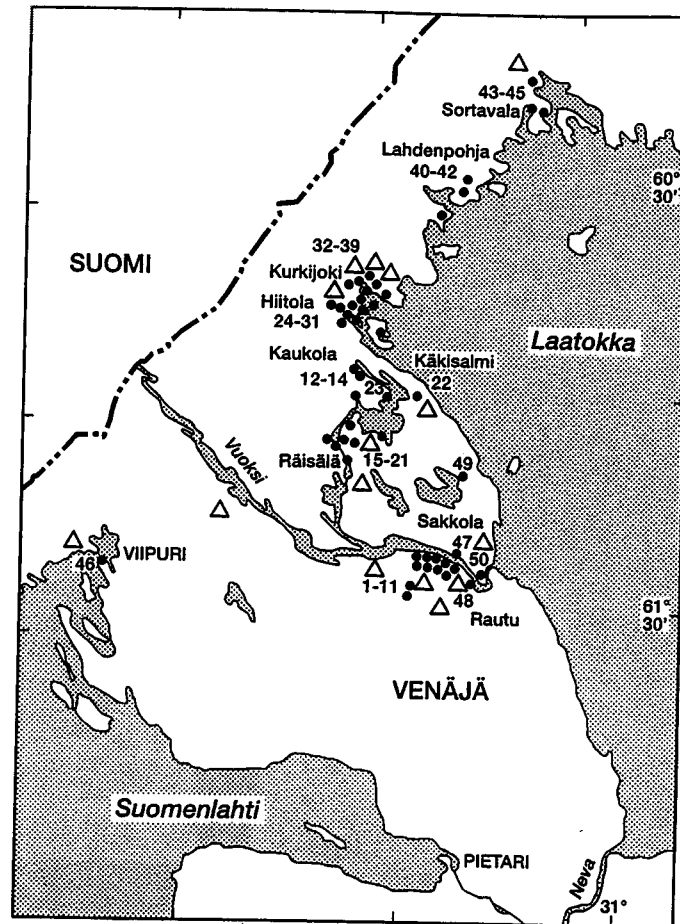 43-45
Sortavala
Lahdenpohja
40-42
60°
30'
32-39
SUOMI
Kurkijoki
Hiitola
24-31
Laatokka
Kaukola
Käkisalmi
12-14
23
22
Vuoksi
Räisälä
15-21
49
Sakkola
47
VIIPURI
46
50
1-11
48
Rautu
61°
30'
VENÄJÄ
Suomenlahti
PIETARI
Neva
31°